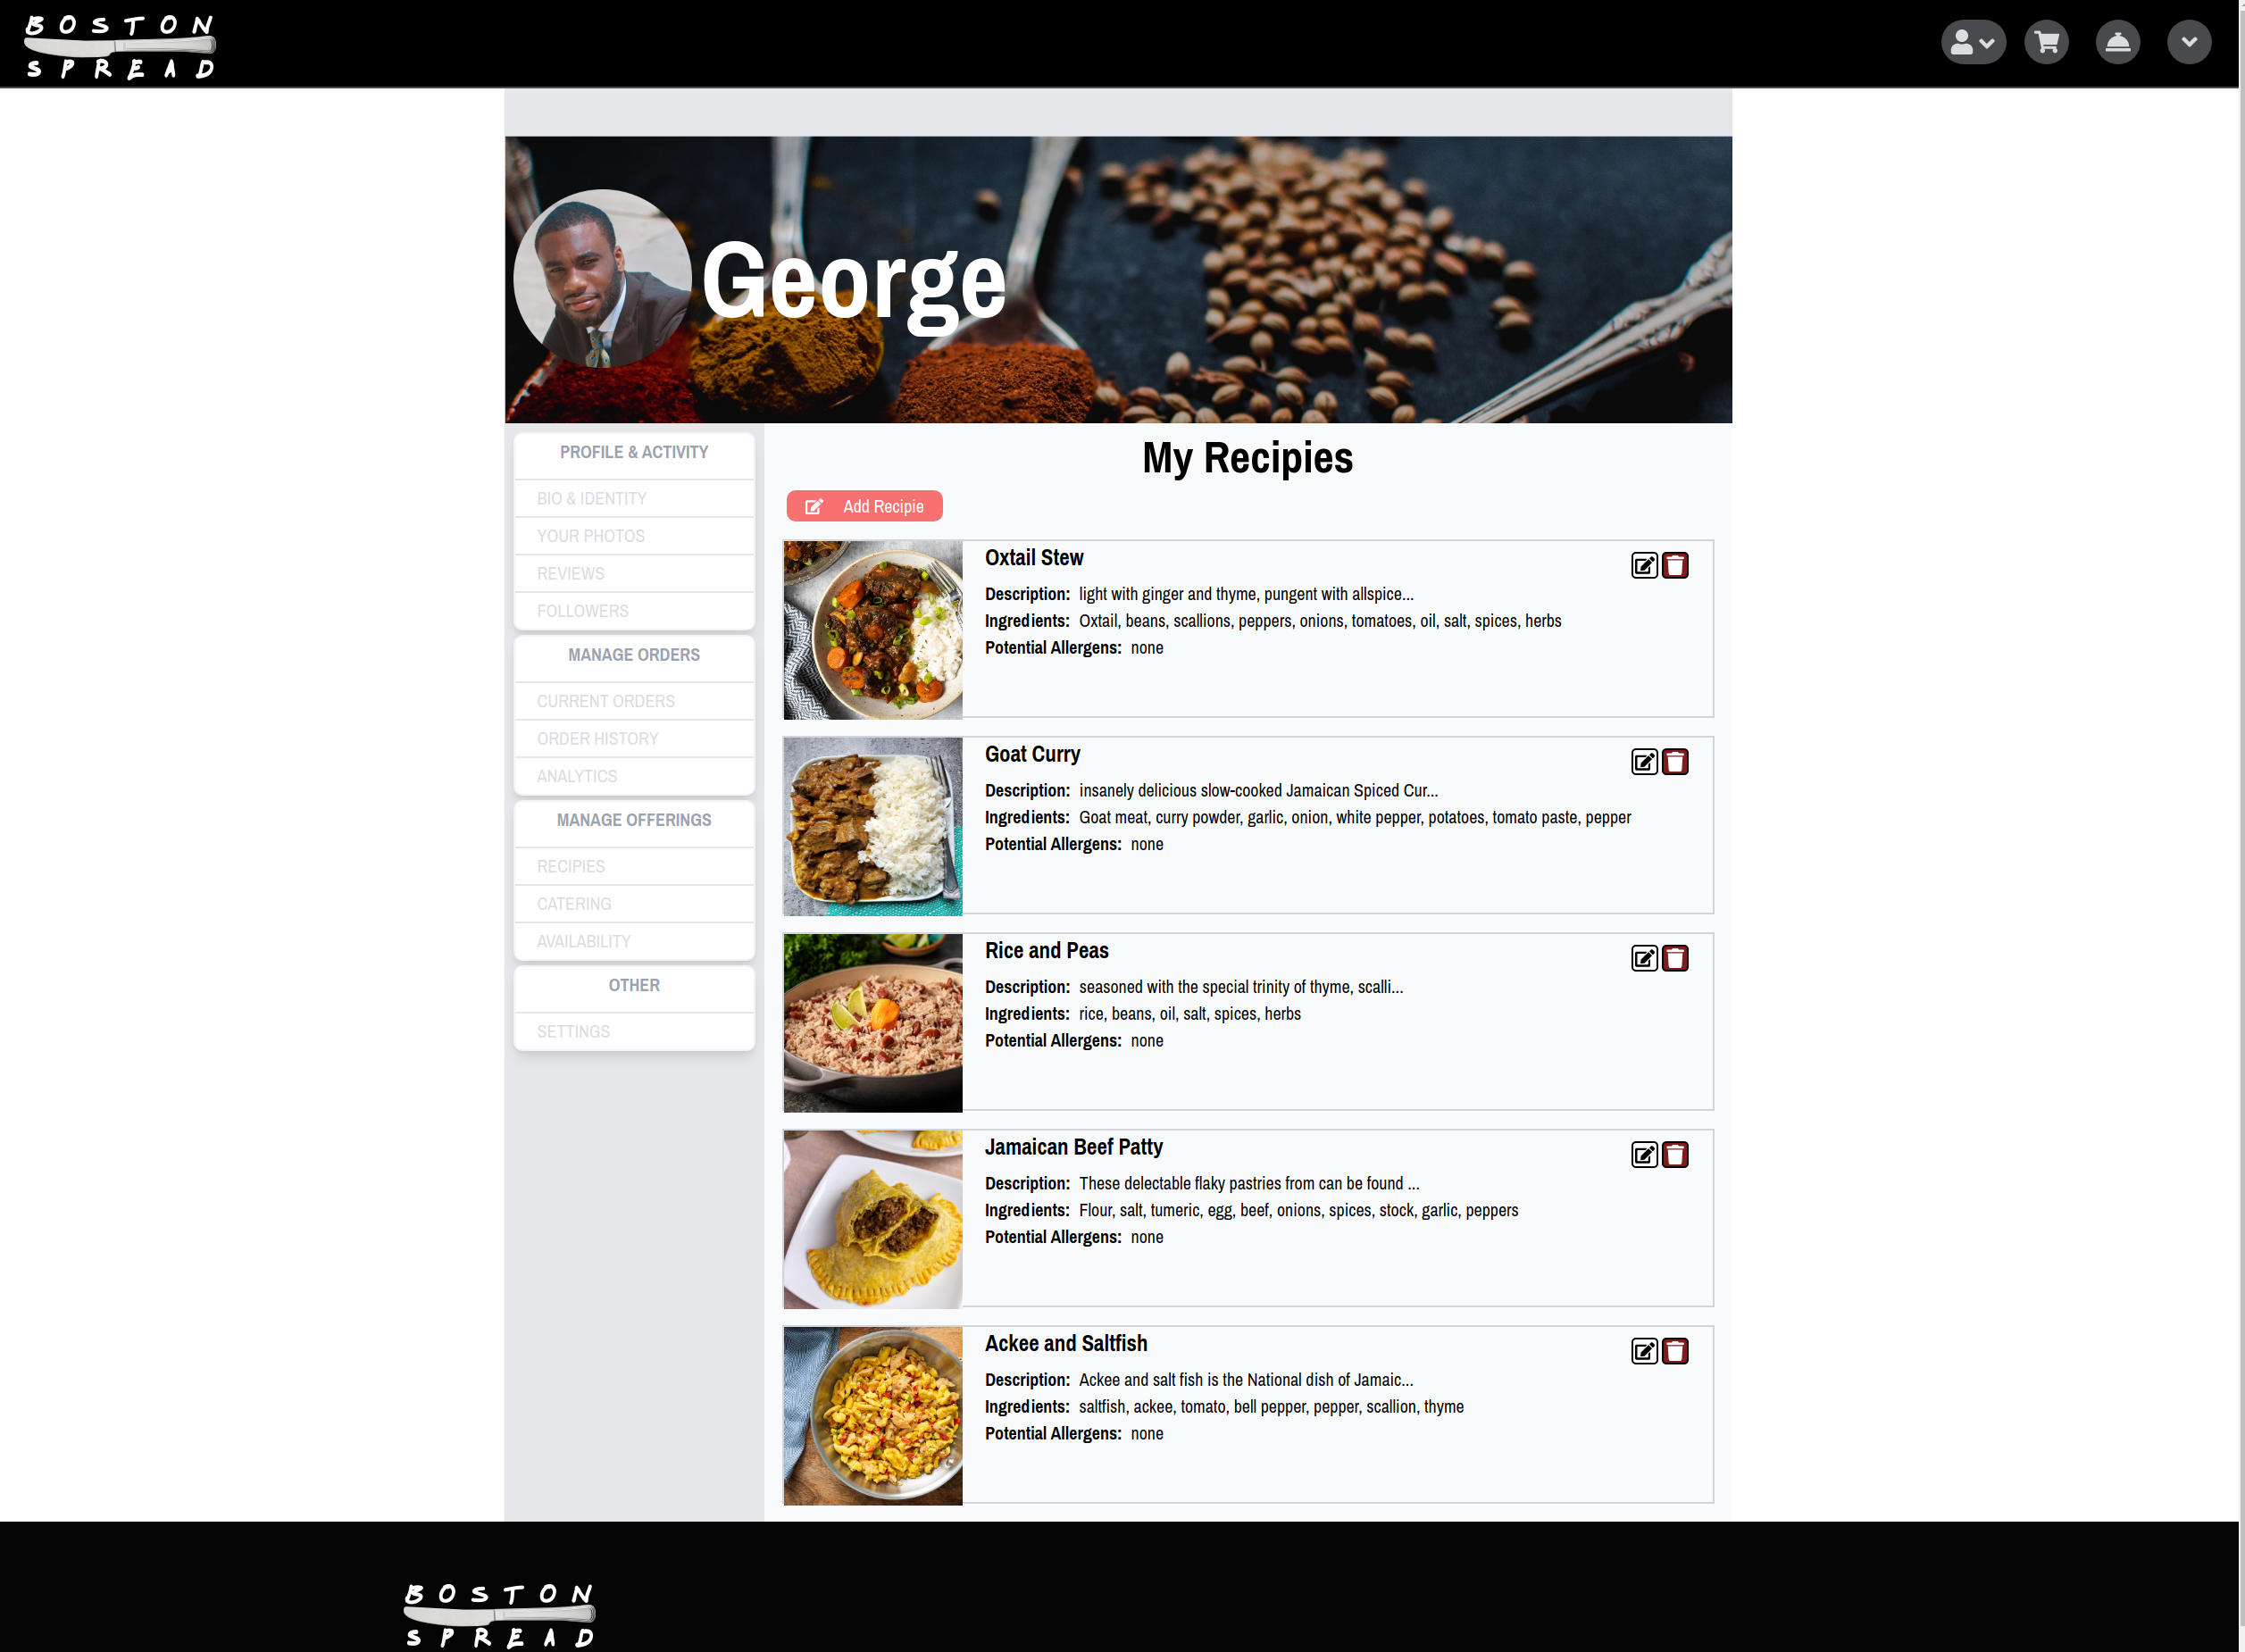 BOSTON
SPREAD
George
PROFILE & ACTIVITY
BIO & IDENTITY
YOUR PHOTOS
REVIEWS
FOLLOWERS
MANAGE ORDERS
CURRENT ORDERS
ORDER HISTORY
ANALYTICS
MANAGE OFFERINGS
RECIPIES
CATERING
AVAILABILITY
OTHER
SETTINGS
My Recipies
Add Recipie
Oxtail Stew
Description: light with ginger and thyme, pungent with allspice...
Ingredients: Oxtail, beans, scallions, peppers, onions, tomatoes, oil, salt, spices, herbs
Potential Allergens: none
Goat Curry
Description: insanely delicious slow-cooked Jamaican Spiced Cur...
Ingredients: Goat meat, curry powder, garlic, onion, white pepper, potatoes, tomato paste, pepper
Potential Allergens: none
Rice and Peas
Description: seasoned with the special trinity of thyme, scalli...
Ingredients: rice, beans, oil, salt, spices, herbs
Potential Allergens: none
Jamaican Beef Patty
Description: These delectable flaky pastries from can be found ...
Ingredients: Flour, salt, tumeric, egg, beef, onions, spices, stock, garlic, peppers
Potential Allergens: none
Ackee and Saltfish
Description: Ackee and salt fish is the National dish of Jamaic...
Ingredients: saltfish, ackee, tomato, bell pepper, pepper, scallion, thyme
Potential Allergens: none
BOSTON
SPREAD